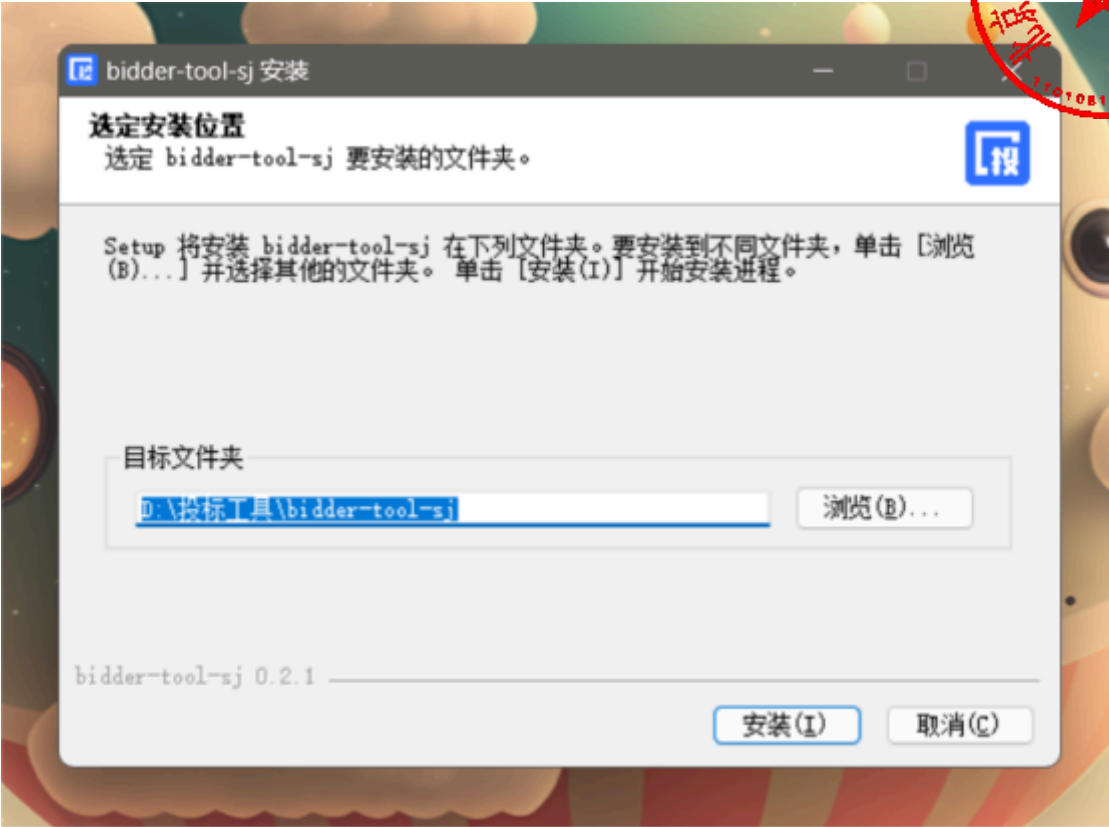 bidder-tool-sj 安装
选定安装位置
选定 bidder-tool-sj 要安装的文件夹。
投
Setup 将安装 bidder-tool-sj 在下列文件夹。要安装到不同文件夹，单击 [浏览
(B)...] 并选择其他的文件夹。 单击 [安装(I)] 开始安装进程。
目标文件夹
D:\投标工具\bidder-tool-sj
浏览(B)...
bidder-tool-sj 0.2.1
安装(I)
取消(C)
北京
1101081